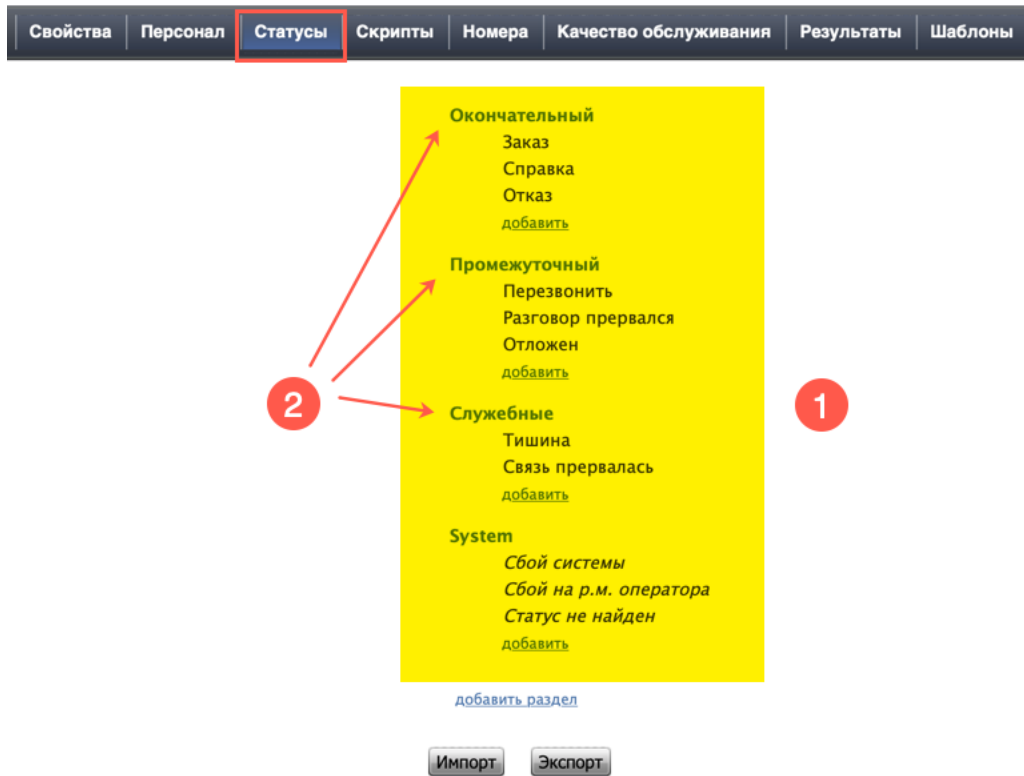 Свойства Персонал Статусы Скрипты Номера Качество обслуживания Результаты Шаблоны
Окончательный
Заказ
Справка
Отказ
добавить
Промежуточный
Перезвонить
Разговор прервался
Отложен
добавить
2
1
Служебные
Тишина
Связь прервалась
добавить
System
Сбой системы
Сбой на р.м. оператора
Статус не найден
добавить
добавить раздел
Импорт Экспорт